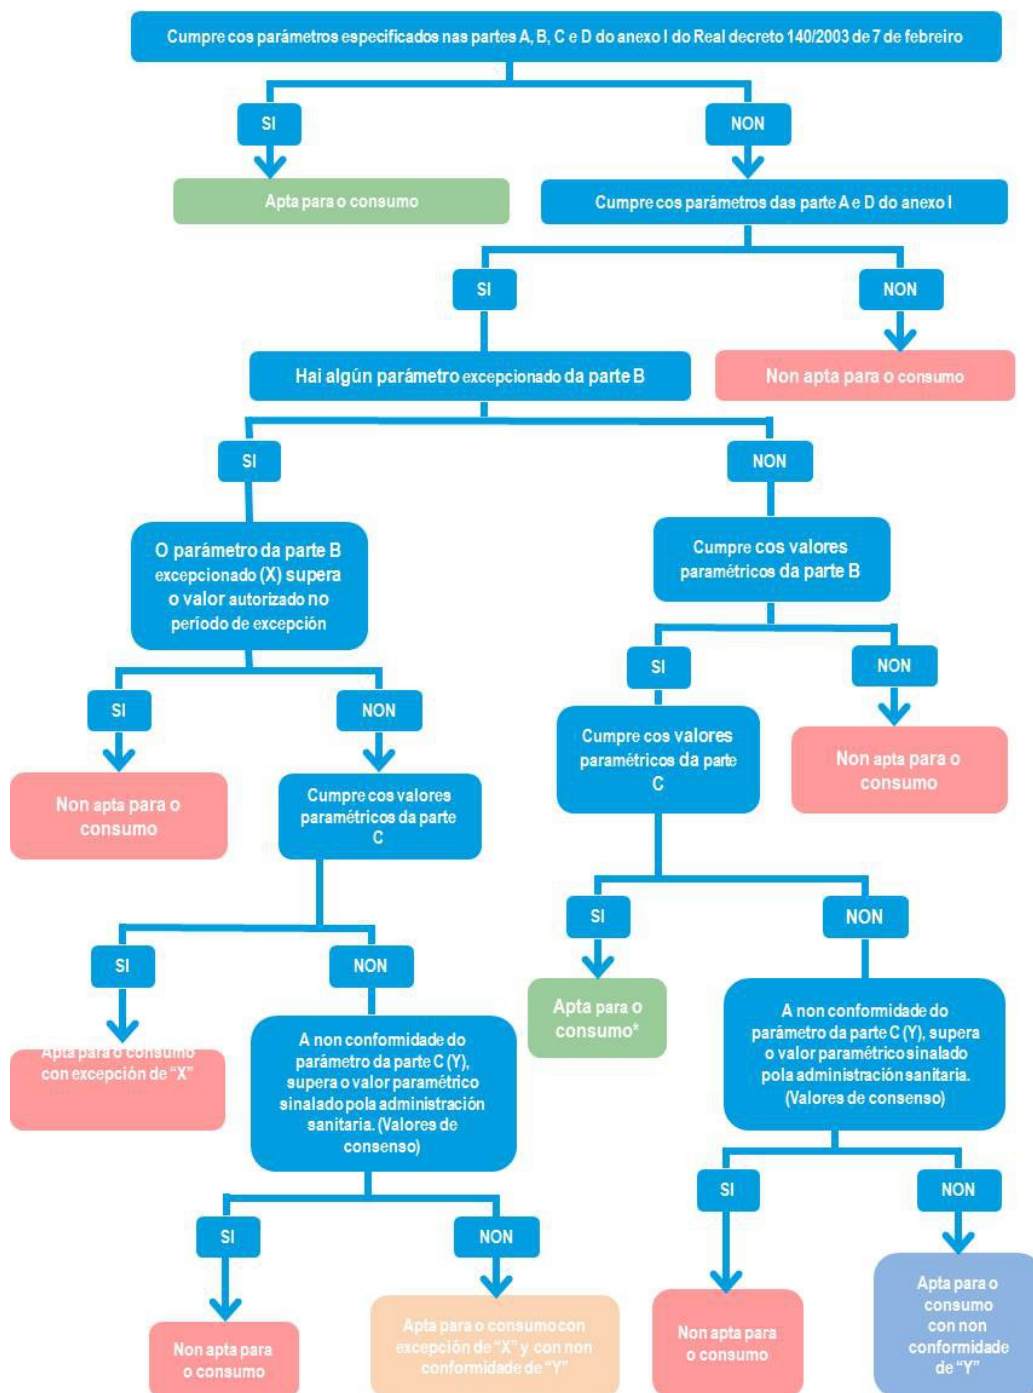 Cumpre cos parámetros especificados nas partes A, B, C e D do anexo I do Real decreto 140/2003 de 7 de febreiro
SI
NON
Apta para o consumo
Cumpre cos parámetros das parte A e D do anexo I
SI
NON
Hai algún parámetro excepcionado da parte B
Non apta para o consumo
SI
NON
O parámetro da parte B
excepcionado (X) supera
o valor autorizado no
período de excepción
Cumpre cos valores
paramétricos da parte B
SI
NON
SI
NON
Non apta para o
consumo
Cumpre cos valores
paramétricos da parte
C
Cumpre cos valores
paramétricos da parte
C
Non apta para o
consumo
SI
NON
SI
NON
Apta para o consumo
con excepción de “X”
A non conformidade do
parámetro da parte C (Y),
supera o valor paramétrico
sinalado pola administración
sanitaria. (Valores de
consenso)
Apta para o
consumo*
A non conformidade do
parámetro da parte C (Y), supera
o valor paramétrico sinalado
pola administración sanitaria.
(Valores de consenso)
SI
NON
SI
NON
Non apta para
o consumo
Apta para o consumo con
excepción de “X” y con non
conformidade de “Y”
Non apta para
o consumo
Apta para o
consumo
con non
conformidade
de “Y”